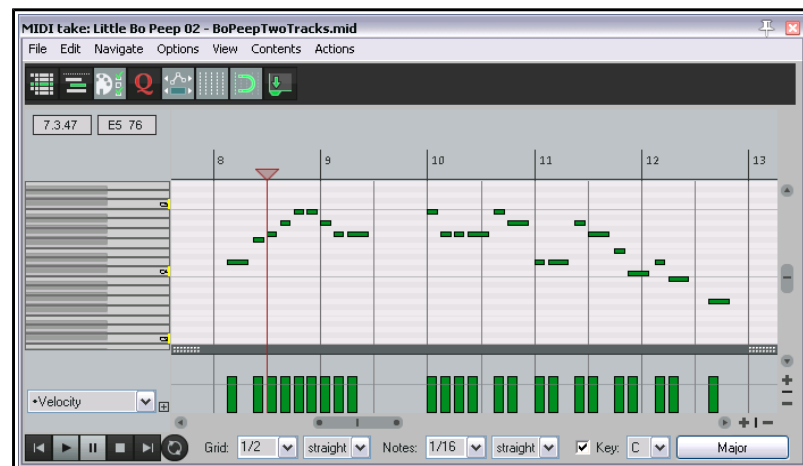 MIDI take: Little Bo Peep 02 - BoPeepTwoTracks.mid
File Edit Navigate Options View Contents Actions
Q
7.3.47 E5 76
8 9 10 11 12 13
•Velocity
Grid: 1/2 straight Notes: 1/16 straight Key: C Major